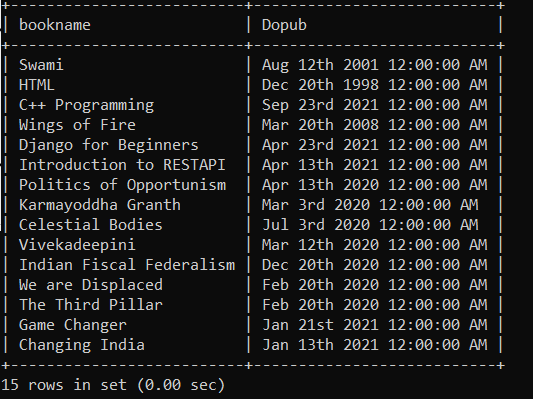 +-------------------------+--------------------------+
| bookname                | Dopub                    |
+-------------------------+--------------------------+
| Swami                   | Aug 12th 2001 12:00:00 AM |
| HTML                    | Dec 20th 1998 12:00:00 AM |
| C++ Programming         | Sep 23rd 2021 12:00:00 AM |
| Wings of Fire           | Mar 20th 2008 12:00:00 AM |
| Django for Beginners    | Apr 23rd 2021 12:00:00 AM |
| Introduction to RESTAPI | Apr 13th 2021 12:00:00 AM |
| Politics of Opportunism | Apr 13th 2020 12:00:00 AM |
| Karmayoddha Granth      | Mar 3rd 2020 12:00:00 AM  |
| Celestial Bodies        | Jul 3rd 2020 12:00:00 AM  |
| Vivekadeepini           | Mar 12th 2020 12:00:00 AM |
| Indian Fiscal Federalism | Dec 20th 2020 12:00:00 AM |
| We are Displaced        | Feb 20th 2020 12:00:00 AM |
| The Third Pillar        | Feb 20th 2020 12:00:00 AM |
| Game Changer            | Jan 21st 2021 12:00:00 AM |
| Changing India          | Jan 13th 2021 12:00:00 AM |
+-------------------------+--------------------------+
15 rows in set (0.00 sec)